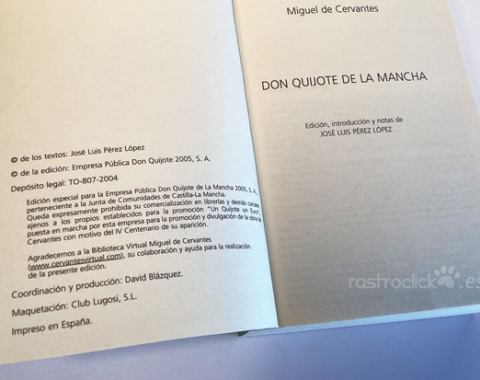 © de los textos: José Luis Pérez López
© de la edición: Empresa Pública Don Quijote 2005, S. A.
Depósito legal: TO-807-2004
Edición especial para la Empresa Pública Don Quijote de La Mancha 2005, S. A.
perteneciente a la Junta de Comunidades de Castilla-La Mancha.
Queda expresamente prohibida su comercialización en librerías y demás canales
ajenos a los propios establecidos para la promoción "Un Quijote un Euro",
puesta en marcha por esta empresa para la promoción y divulgación de la obra de
Cervantes con motivo del IV Centenario de su aparición.
Agradecemos a la Biblioteca Virtual Miguel de Cervantes
(www.cervantesvirtual.com), su colaboración y ayuda para la realización
de la presente edición.
Coordinación y producción: David Blázquez.
Maquetación: Club Lugosi, S.L.
Impreso en España.
Miguel de Cervantes
DON QUIJOTE DE LA MANCHA
Edición, introducción y notas de
JOSÉ LUIS PÉREZ LÓPEZ
rastroclick.es